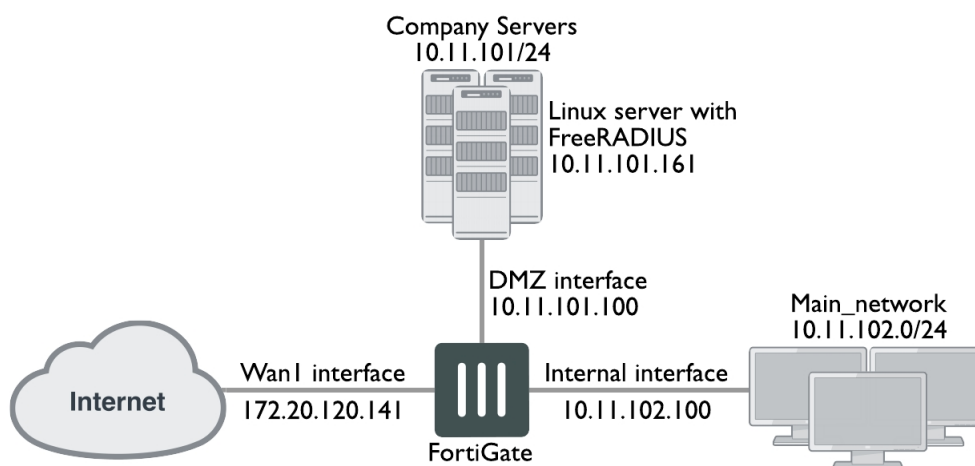 Company Servers
10.11.101/24
Linux server with
FreeRADIUS
10.11.101.161
DMZ interface
10.11.101.100
Main_network
10.11.102.0/24
Internet
Wan1 interface
172.20.120.141
Internal interface
10.11.102.100
FortiGate